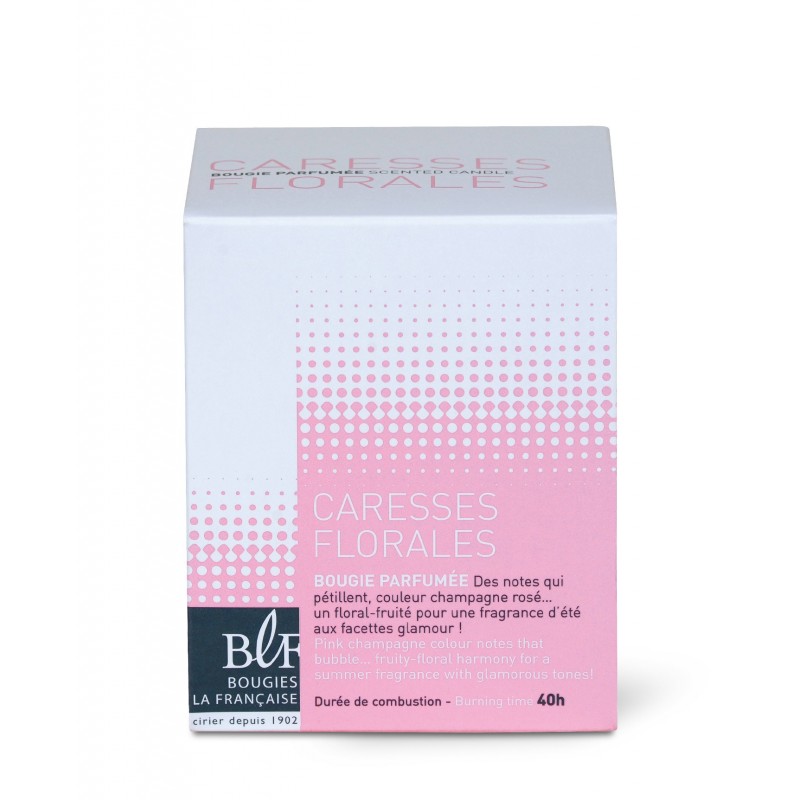 CARESSES
BOUGIE PARFUMÉE SCENTED CANDLE
FLORALES
CARESSES
FLORALES
BOUGIE PARFUMÉE Des notes qui
pétillent, couleur champagne rosé...
un floral-fruité pour une fragrance d'été
aux facettes glamour !
Pink champagne colour notes that
bubble... fruity-floral harmony for a
summer fragrance with glamorous tones!
Durée de combustion - Burning time 40h
BlF
BOUGIES
LA FRANÇAISE
cirier depuis 1902